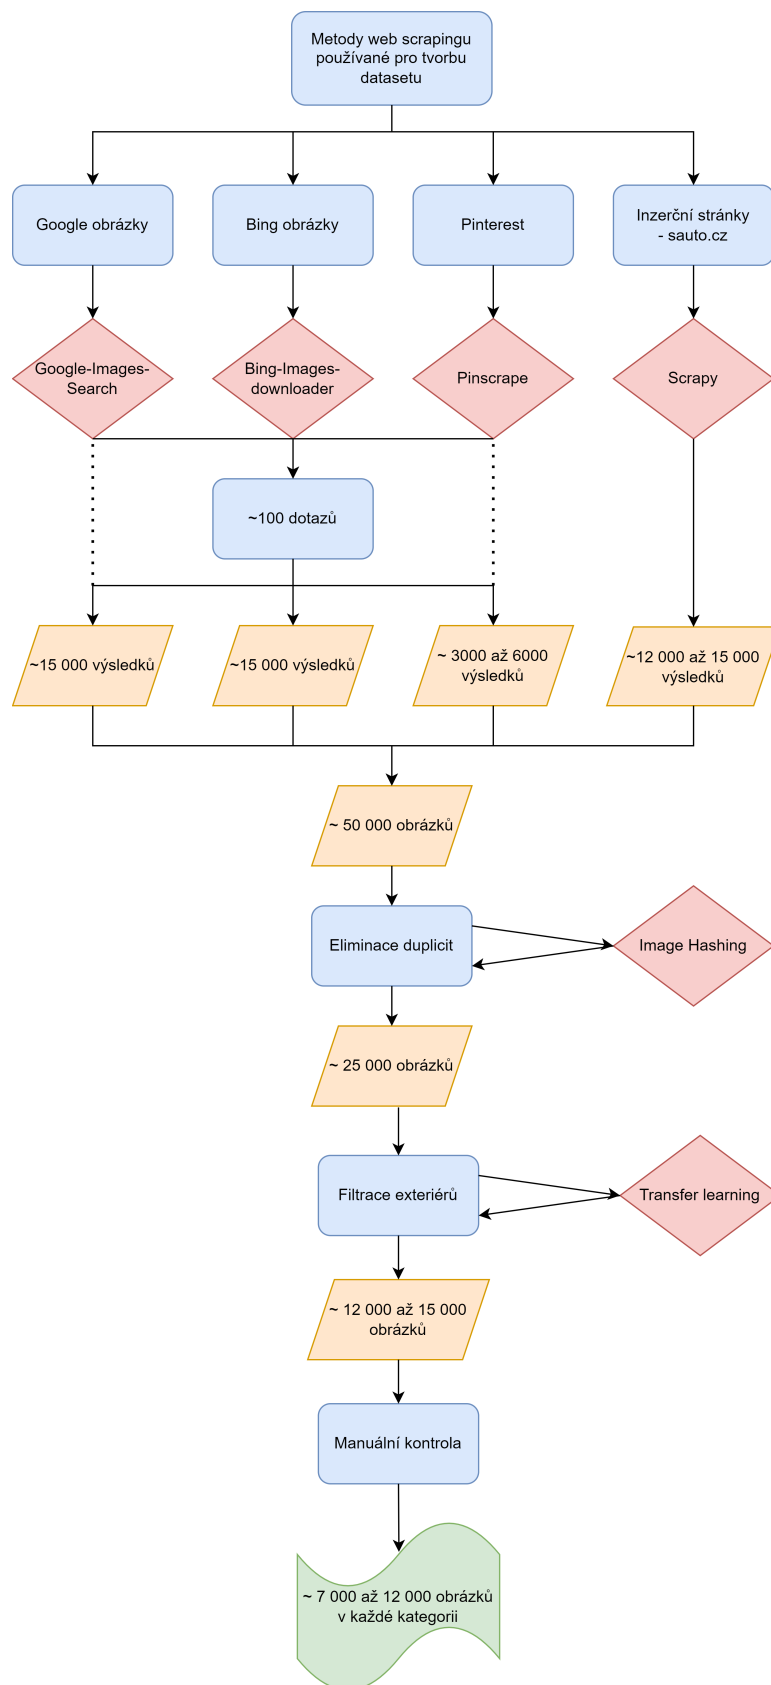 Metody web scrapingu
používané pro tvorbu
datasetu
Google obrázky
Bing obrázky
Pinterest
Inzerční stránky
- sauto.cz
Google-Images-
Search
Bing-Images-
downloader
Pinscrape
Scrapy
~100 dotazů
~15 000 výsledků
~15 000 výsledků
~ 3000 až 6000
výsledků
~12 000 až 15 000
výsledků
~ 50 000 obrázků
Eliminace duplicit
Image Hashing
~ 25 000 obrázků
Filtrace exteriérů
Transfer learning
~ 12 000 až 15 000
obrázků
Manuální kontrola
~ 7 000 až 12 000 obrázků
v každé kategorii